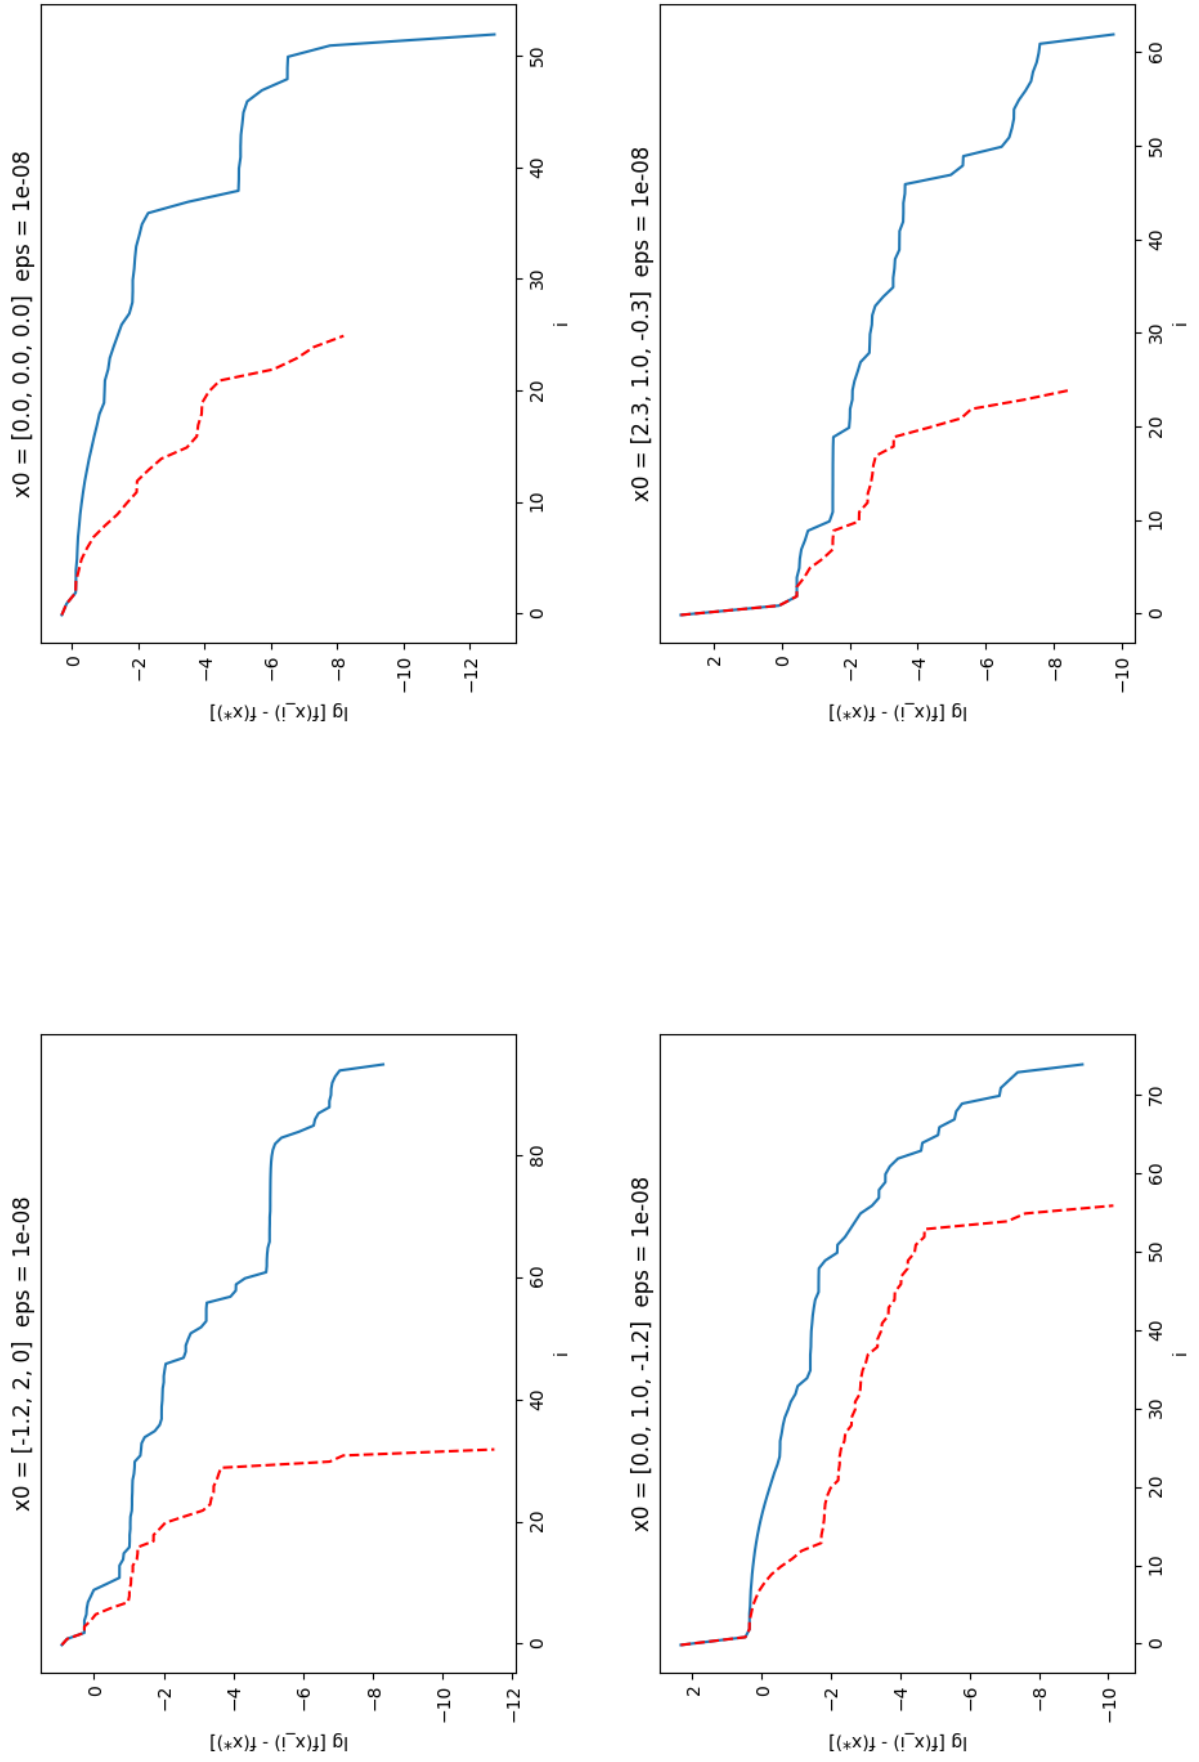 x0 = [-1.2, 2, 0]  eps = 1e-08
lg [f(x_i) - f(x*)]
0
−2
−4
−6
−8
−10
−12
0 20 40 60 80
i
x0 = [0.0, 0.0, 0.0, 0.0]  eps = 1e-08
lg [f(x_i) - f(x*)]
0
−2
−4
−6
−8
−10
−12
0 10 20 30 40 50
i
x0 = [0.0, 1.0, -1.2]  eps = 1e-08
lg [f(x_i) - f(x*)]
2
0
−2
−4
−6
−8
−10
0 10 20 30 40 50 60 70
i
x0 = [2.3, 1.0, -0.3]  eps = 1e-08
lg [f(x_i) - f(x*)]
2
0
−2
−4
−6
−8
−10
0 10 20 30 40 50 60
i